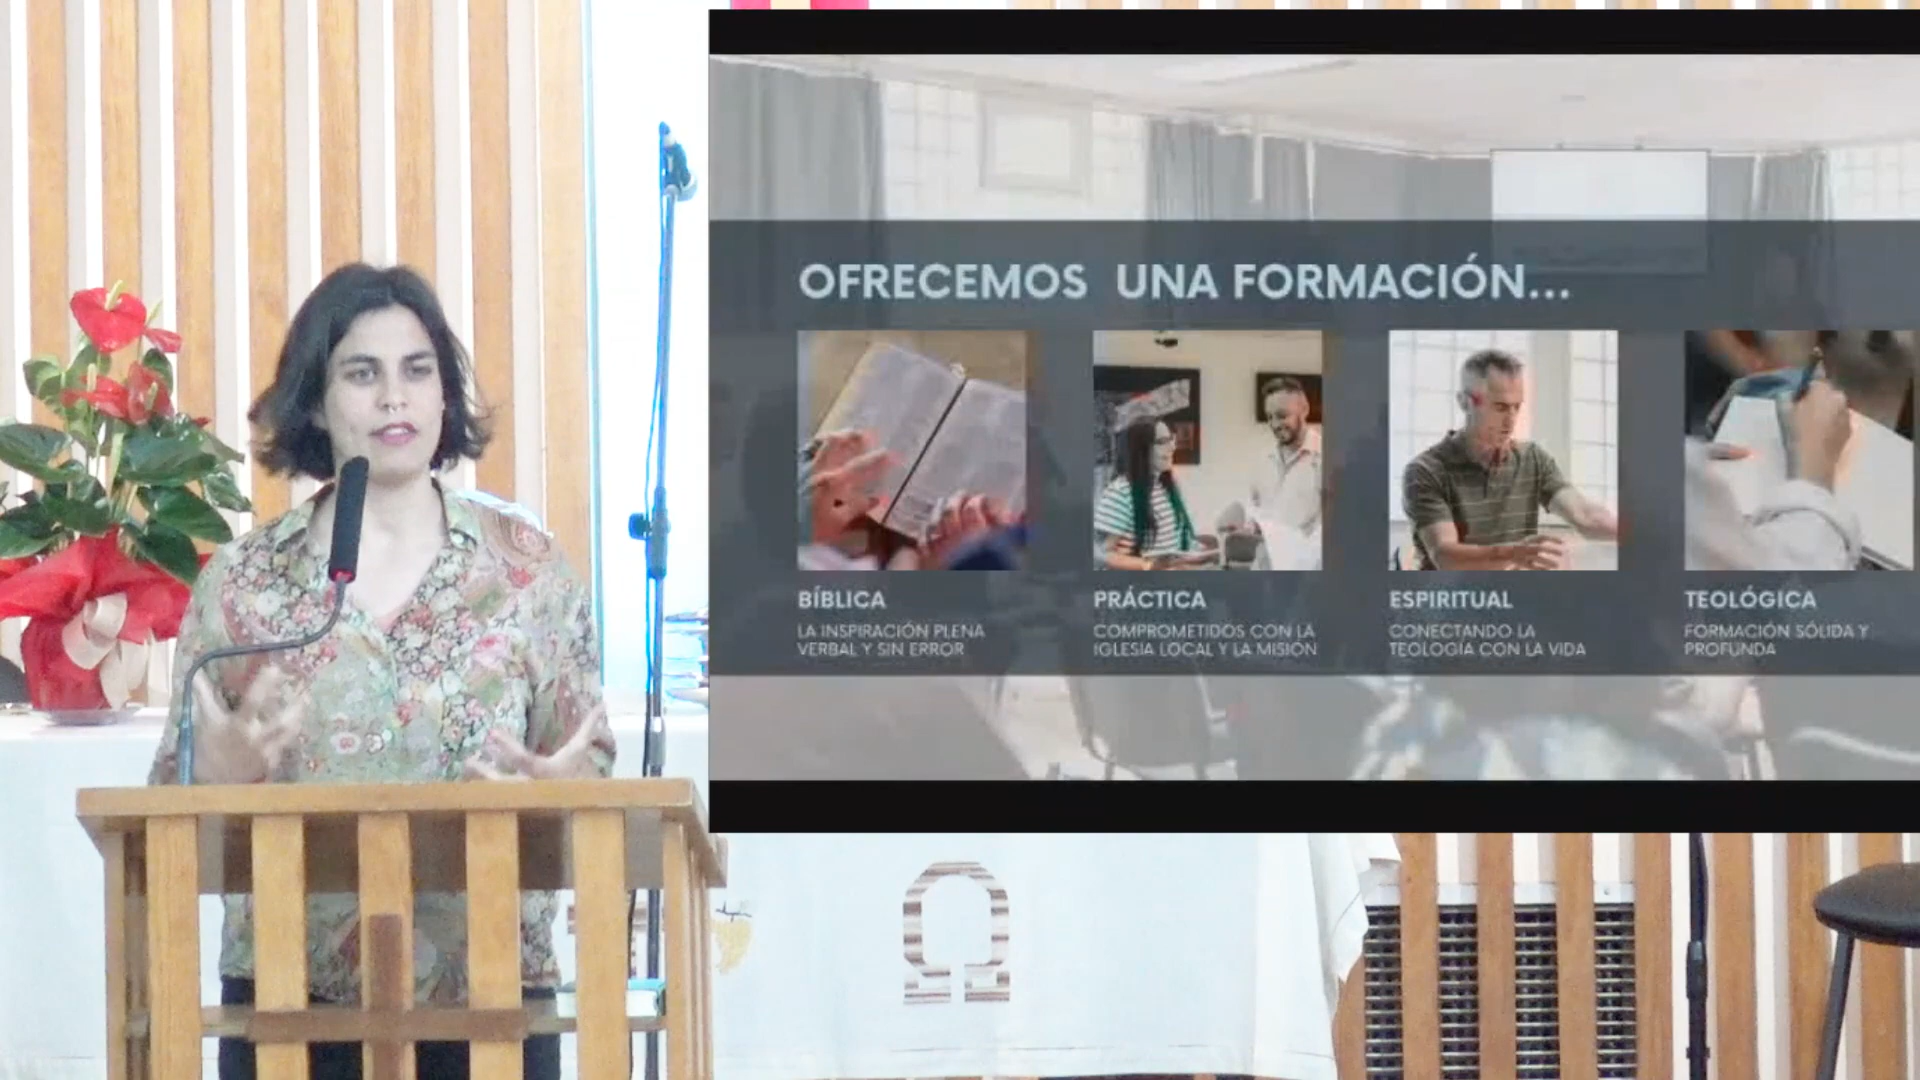 OFRECEMOS UNA FORMACIÓN...
BÍBLICA
LA INSPIRACIÓN PLENA
VERBAL Y SIN ERROR
PRÁCTICA
COMPROMETIDOS CON LA
IGLESIA LOCAL Y LA MISIÓN
ESPIRITUAL
CONECTANDO LA
TEOLOGÍA CON LA VIDA
TEOLÓGICA
FORMACIÓN SÓLIDA Y
PROFUNDA
Ω